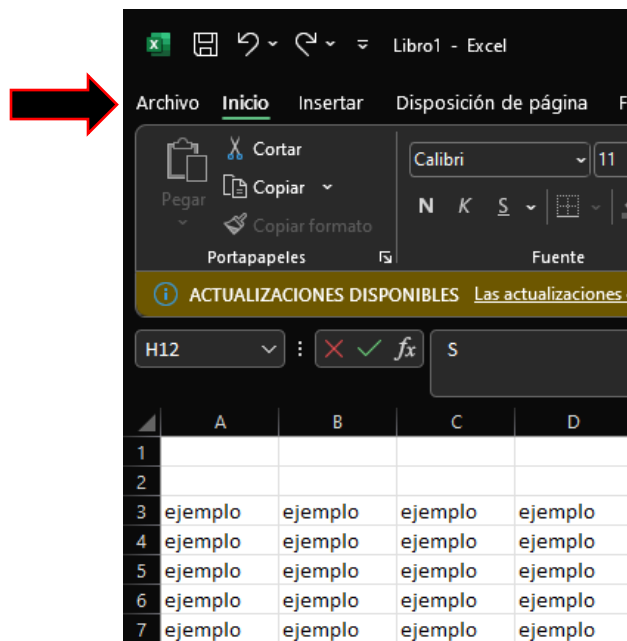 Libro1 - Excel
Archivo Inicio Insertar Disposición de página F
Cortar
Copiar
Pegar
Copiar formato
Portapapeles
Calibri 11
N K S
Fuente
ACTUALIZACIONES DISPONIBLES Las actualizaciones
H12 fx S
A B C D
1
2
3 ejemplo ejemplo ejemplo ejemplo
4 ejemplo ejemplo ejemplo ejemplo
5 ejemplo ejemplo ejemplo ejemplo
6 ejemplo ejemplo ejemplo ejemplo
7 ejemplo ejemplo ejemplo ejemplo